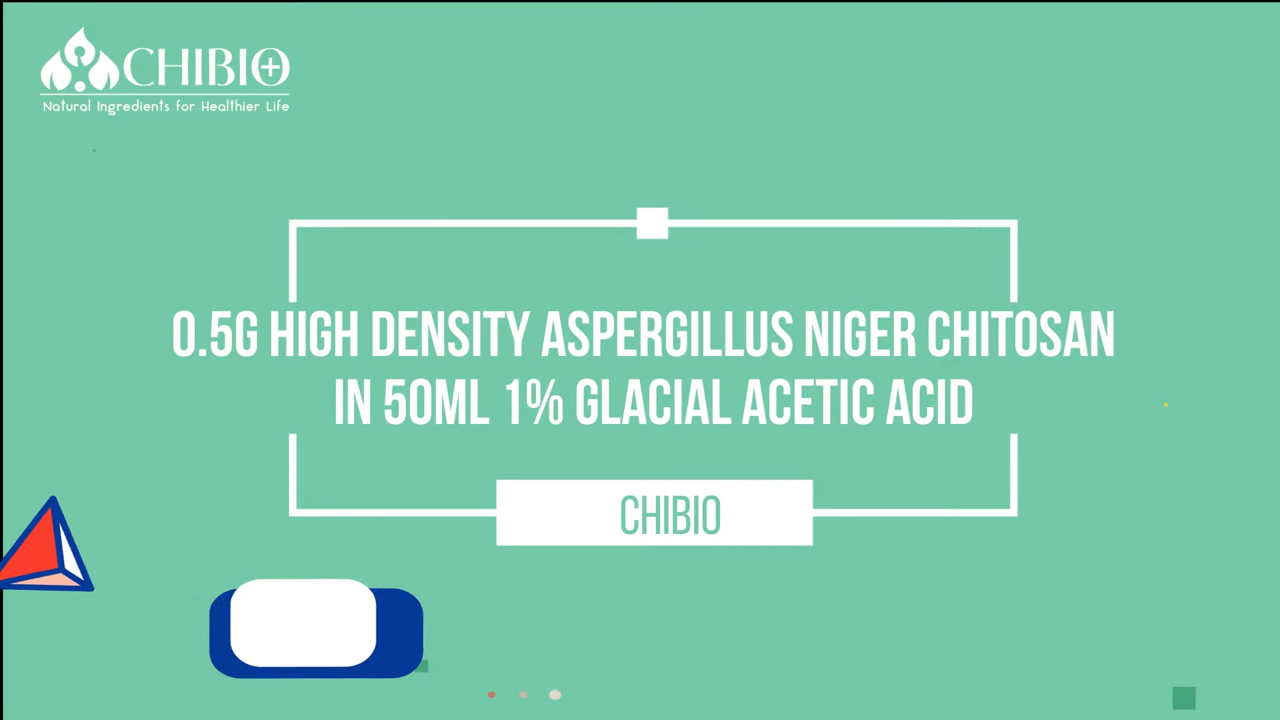 CHIBIO+
Natural Ingredients for Healthier Life
0.5G HIGH DENSITY ASPERGILLUS NIGER CHITOSAN
IN 50ML 1% GLACIAL ACETIC ACID
CHIBIO